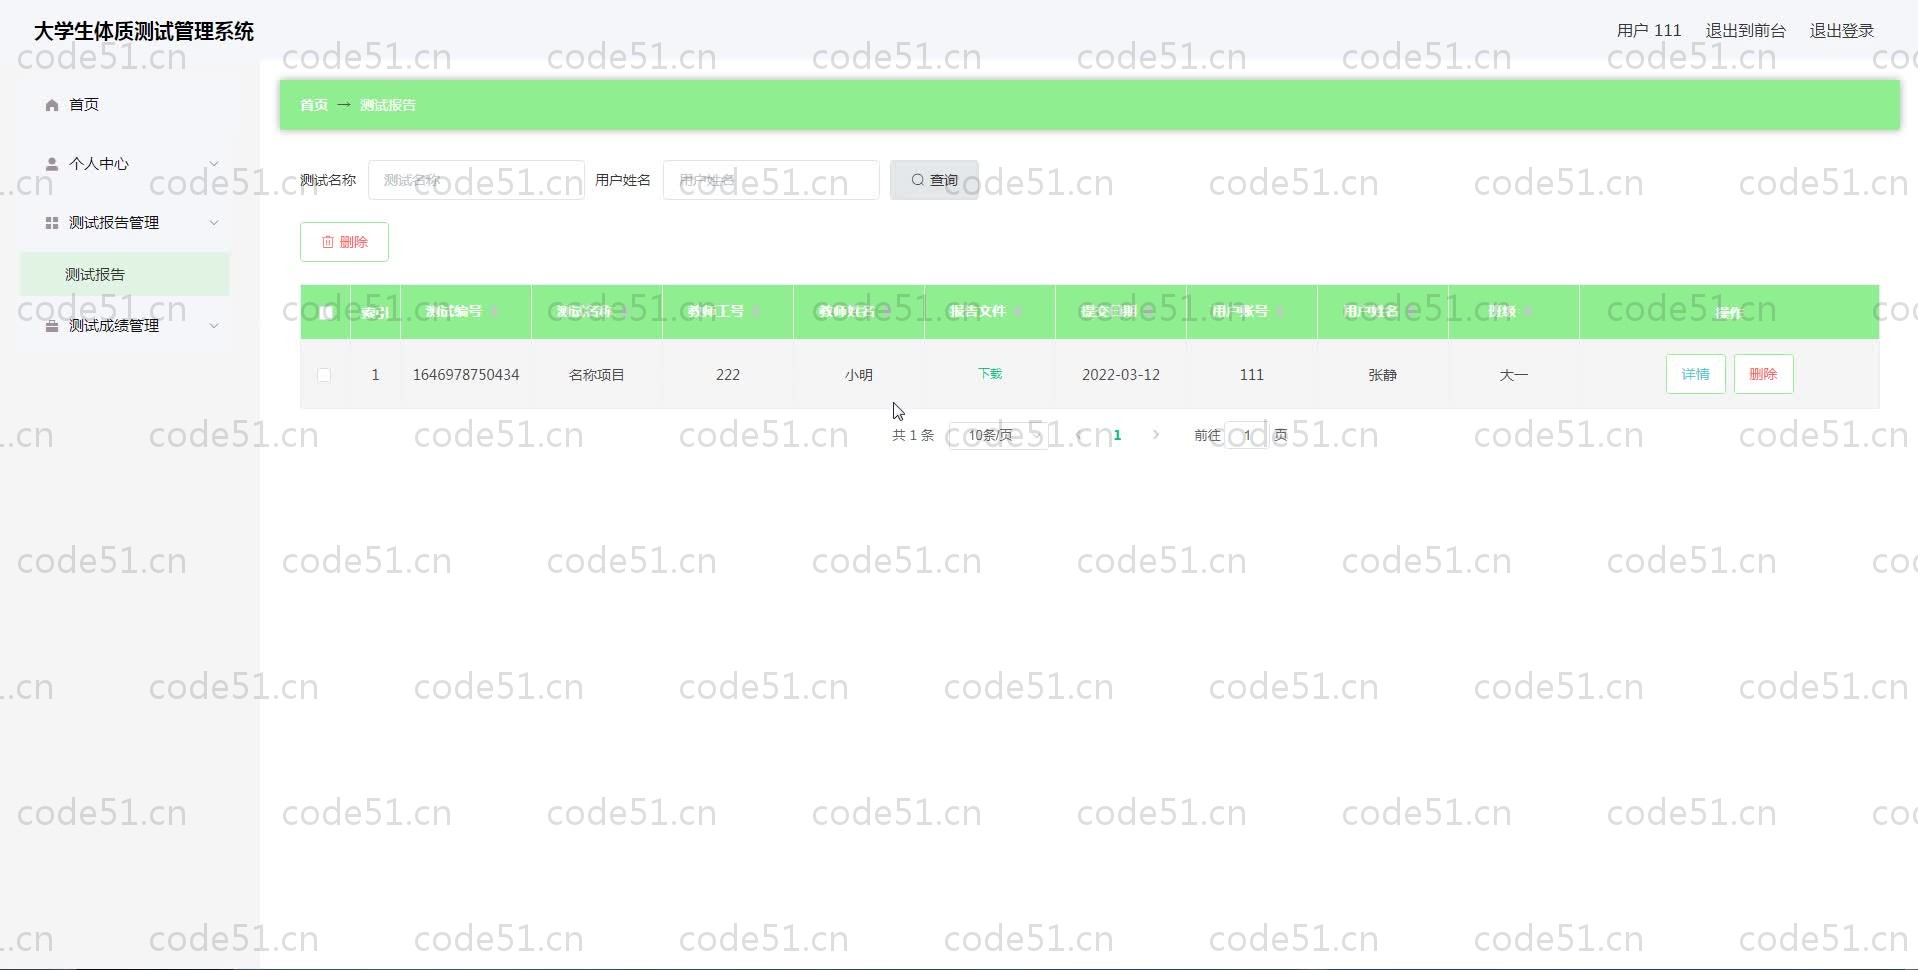 大学生体质测试管理系统
用户 111 退出到前台 退出登录
首页
个人中心
测试报告管理
测试报告
测试成绩管理
首页 → 测试报告
测试名称 测试名称 用户姓名 用户姓名 查询
删除
索引 测试编号 测试名称 教师工号 教师姓名 报告文件 提交日期 用户账号 用户姓名 班级 操作
1 1646978750434 名称项目 222 小明 下载 2022-03-12 111 张静 大一 详情 删除
共 1 条 10条/页 1 前往 1 页
code51.cn